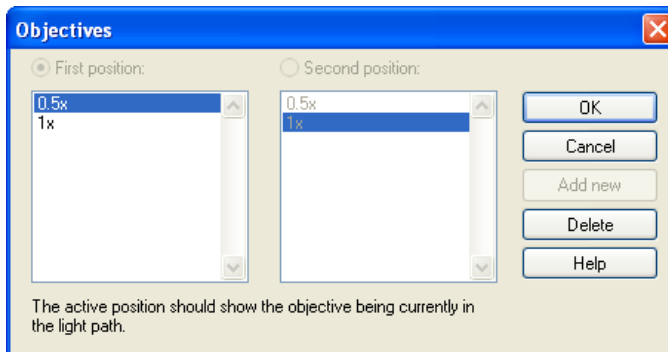 Objectives
First position:
Second position:
0.5x
1x
0.5x
1x
OK
Cancel
Add new
Delete
Help
The active position should show the objective being currently in
the light path.